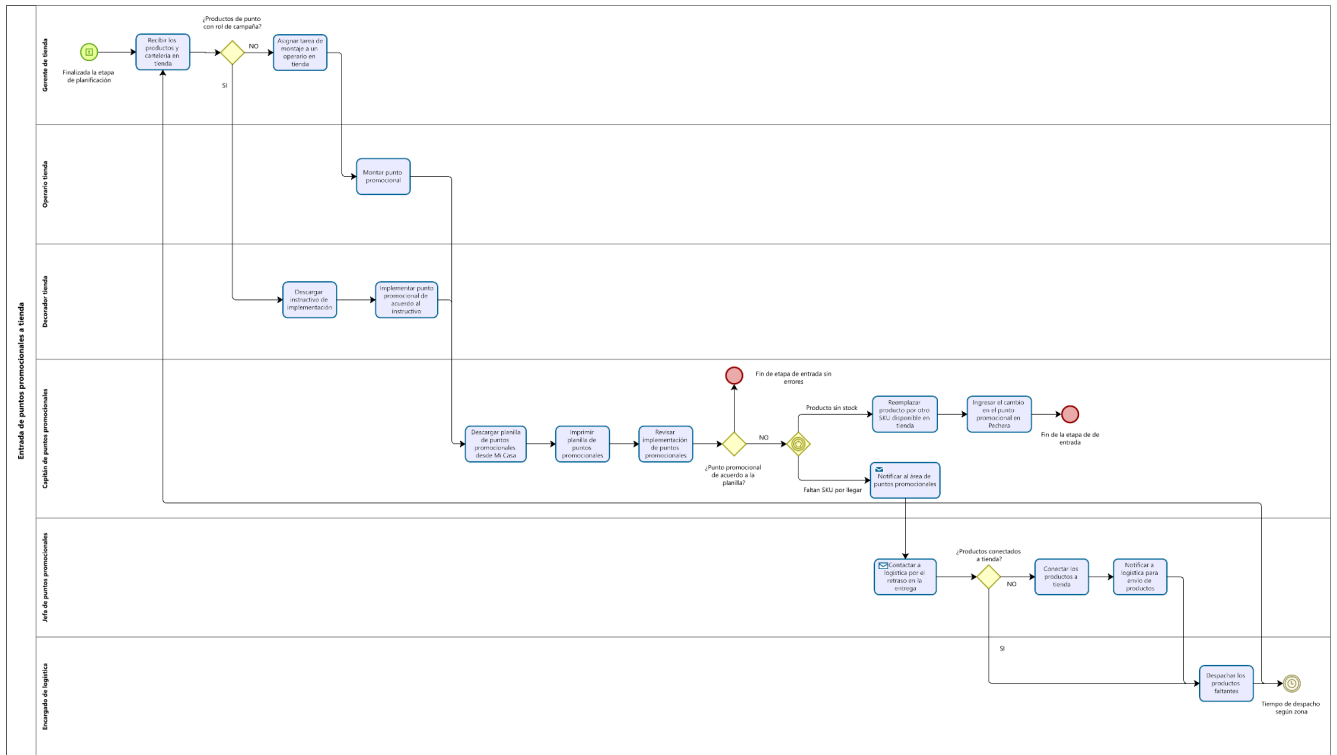 Entrada de puntos promocionales a tienda
Gerente de tienda
Finalizada la etapa
de planificación
Recibir los
productos y
cartelería en
tienda
¿Productos de punto
con rol de campaña?
NO
SI
Asignar tarea de
montaje a un
operario en
tienda
Operario tienda
Montar punto
promocional
Decorador tienda
Descargar
instructivo de
implementación
Implementar punto
promocional de
acuerdo al
instructivo
Capitán de puntos promocionales
Descargar planilla
de puntos
promocionales
desde Mi Casa
Imprimir
planilla de
puntos
promocionales
Revisar
implementación
de puntos
promocionales
Fin de etapa de entrada sin
errores
¿Punto promocional
de acuerdo a la
planilla?
NO
Producto sin stock
Reemplazar
producto por otro
SKU disponible en
tienda
Ingresar el cambio
en el punto
promocional en
Pechera
Fin de la etapa de de
entrada
Faltan SKU por llegar
Notificar al área de
puntos promocionales
Jefa de puntos promocionales
Contactar a
logística por el
retraso en la
entrega
¿Productos conectados
a tienda?
NO
SI
Conectar los
productos a
tienda
Notificar a
logística para
envío de
productos
Encargado de logística
Despachar los
productos
faltantes
Tiempo de despacho
según zona